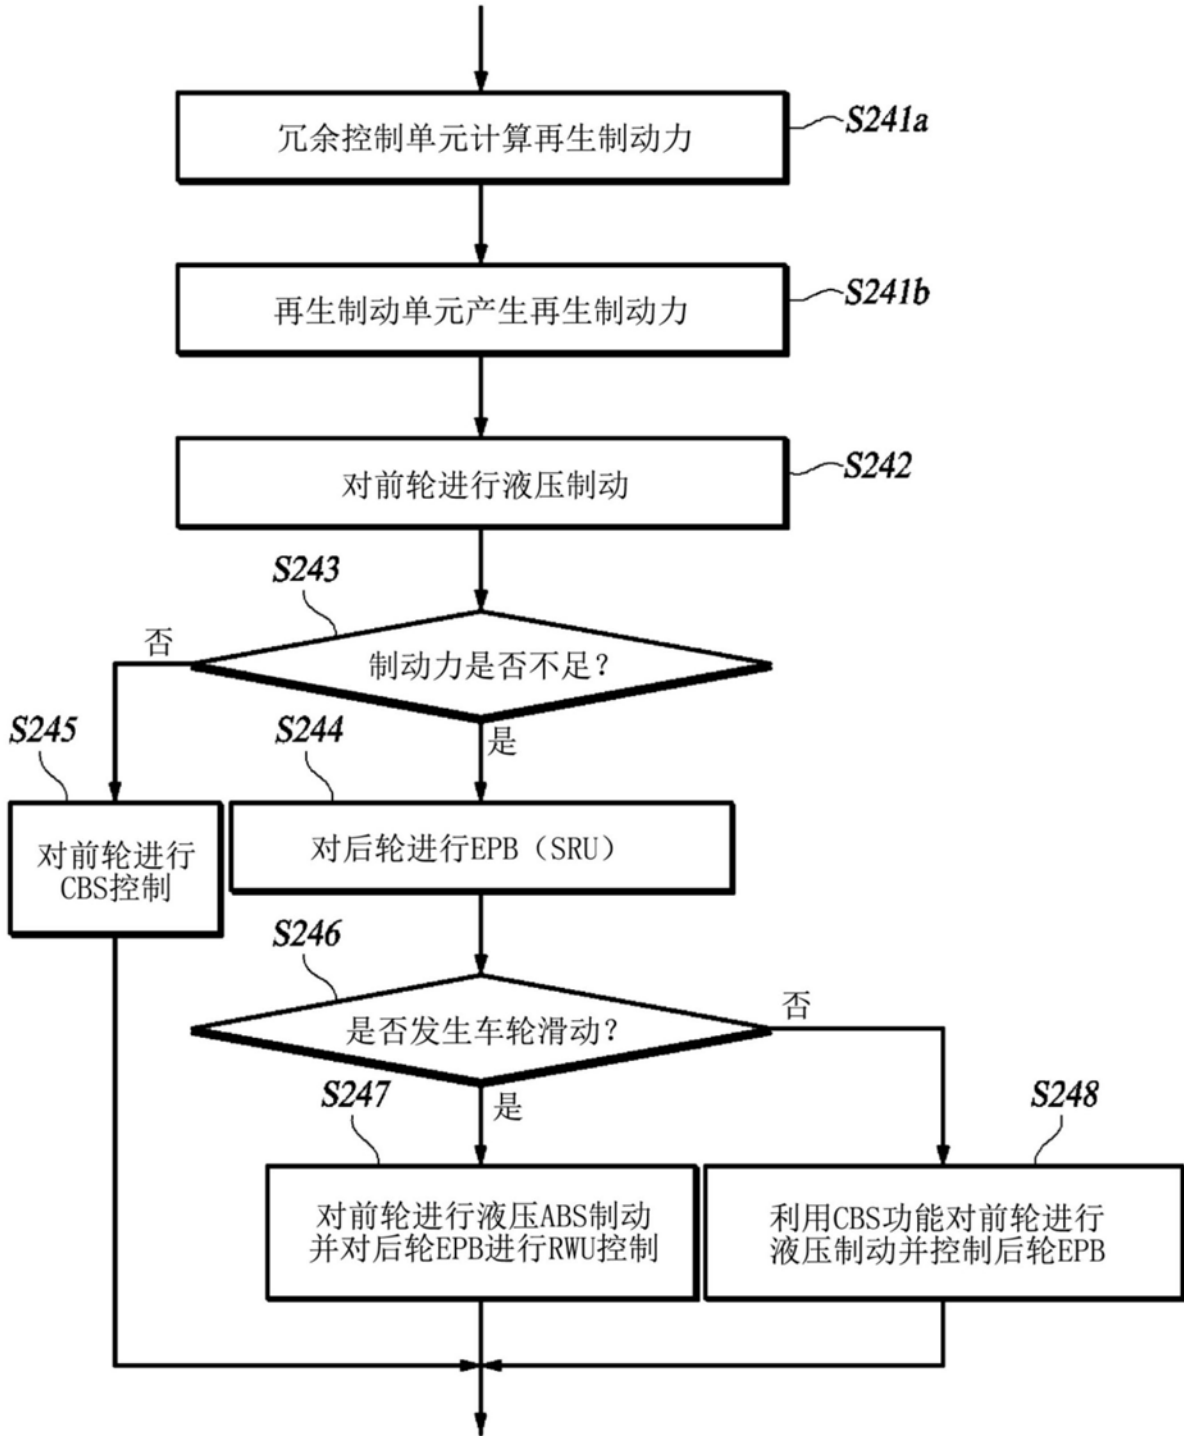 冗余控制单元计算再生制动力
S241a
再生制动单元产生再生制动力
S241b
对前轮进行液压制动
S242
S243
否
制动力是否不足？
是
S245
S244
对前轮进行
CBS控制
对后轮进行EPB（SRU）
S246
是否发生车轮滑动？
否
是
S247
S248
对前轮进行液压ABS制动
并对后轮EPB进行RWU控制
利用CBS功能对前轮进行
液压制动并控制后轮EPB